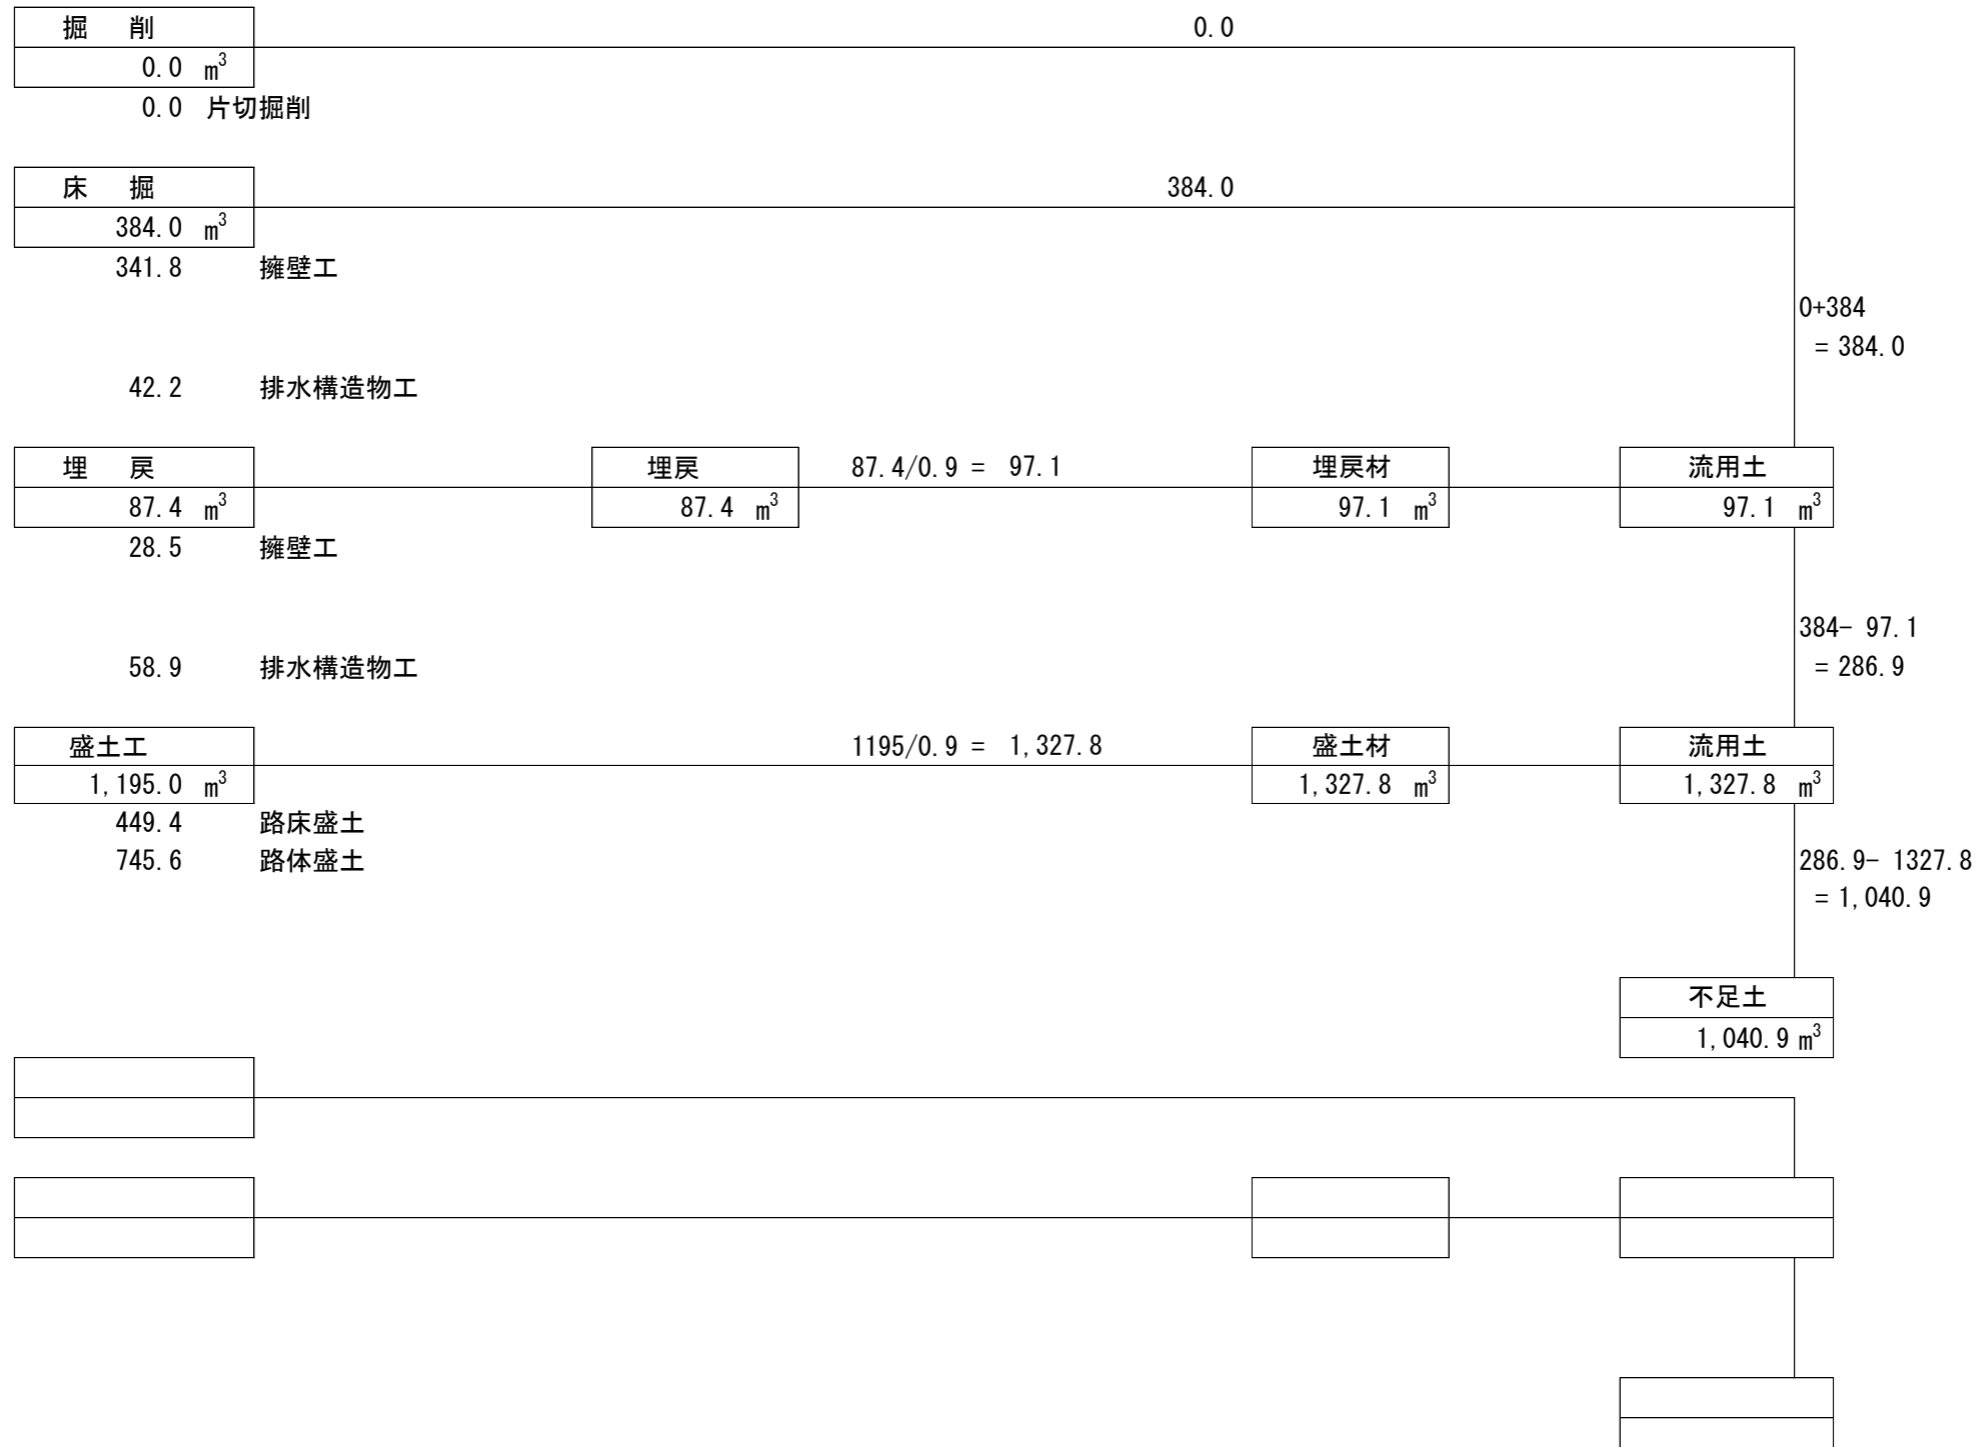 掘 削 0.0
0.0 m³
0.0 片切掘削
床 掘 384.0
384.0 m³
341.8 擁壁工
0+384
= 384.0
42.2 排水構造物工
埋 戻 埋戻 87.4/0.9 = 97.1 埋戻材 流用土
87.4 m³ 87.4 m³ 97.1 m³ 97.1 m³
28.5 擁壁工
384- 97.1
58.9 排水構造物工 = 286.9
盛土工 1195/0.9 = 1,327.8 盛土材 流用土
1,195.0 m³ 1,327.8 m³ 1,327.8 m³
449.4 路床盛土
745.6 路体盛土 286.9- 1327.8
= 1,040.9
不足土
1,040.9 m³